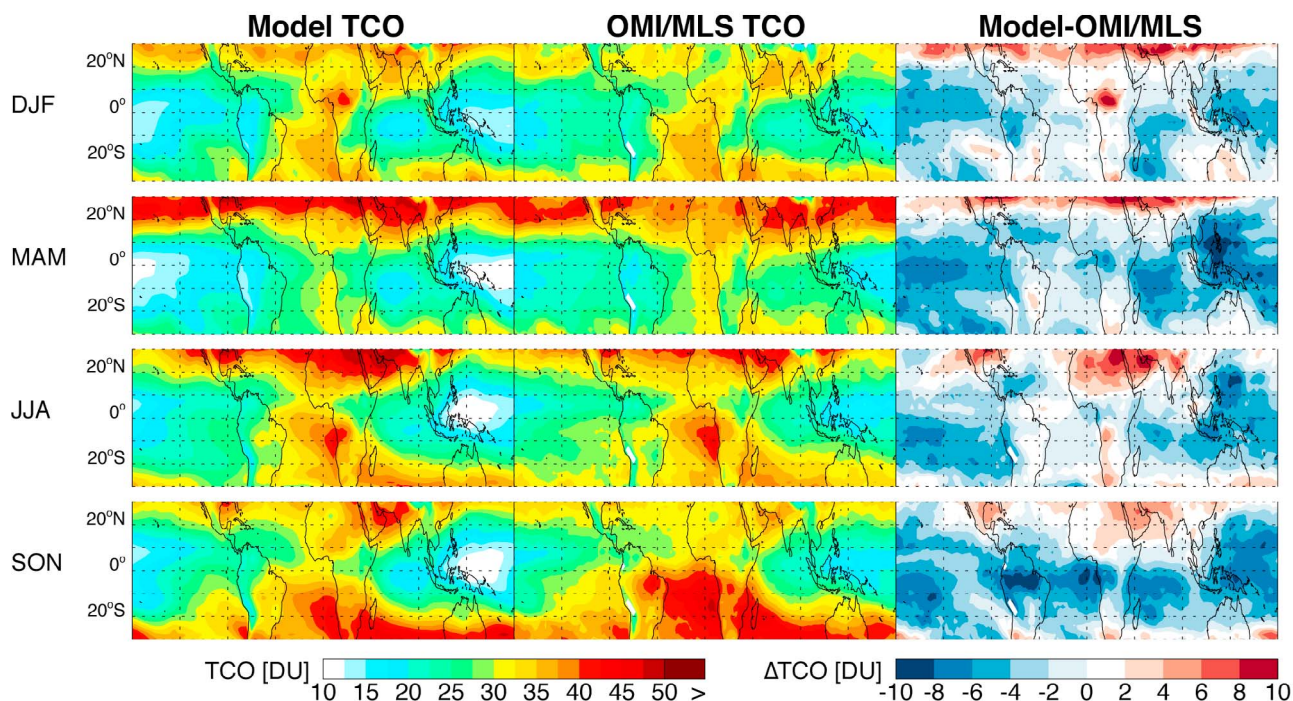 Model TCO OMI/MLS TCO Model-OMI/MLS
20°N
DJF 0°
20°S
20°N
MAM 0°
20°S
20°N
JJA 0°
20°S
20°N
SON 0°
20°S
TCO [DU] ΔTCO [DU]
10 15 20 25 30 35 40 45 50 > -10 -8 -6 -4 -2 0 2 4 6 8 10